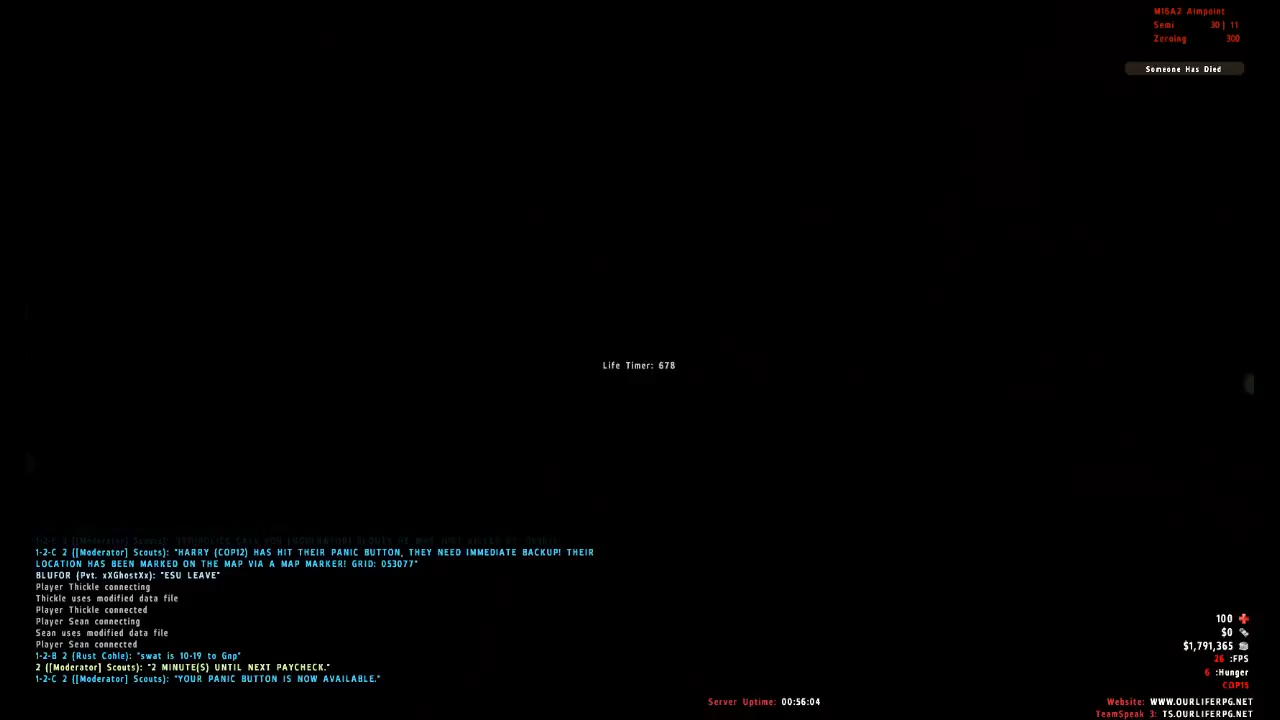 M16A2 Aimpoint
Semi 30| 11
Zeroing 300
Someone Has Died
Life Timer: 678
1-2-C 2 ([Moderator] Scouts): "HARRY (COP12) HAS HIT THEIR PANIC BUTTON, THEY NEED IMMEDIATE BACKUP! THEIR
LOCATION HAS BEEN MARKED ON THE MAP VIA A MAP MARKER! GRID: 053077"
BLUFOR (Pvt. xXGhostXx): "ESU LEAVE"
Player Thickle connecting
Thickle uses modified data file
Player Thickle connected
Player Sean connecting
Sean uses modified data file
Player Sean connected
1-2-B 2 (Rust Cohle): "swat is 10-19 to Gnp"
2 ([Moderator] Scouts): "2 MINUTE(S) UNTIL NEXT PAYCHECK."
1-2-C 2 ([Moderator] Scouts): "YOUR PANIC BUTTON IS NOW AVAILABLE."
100
$0
$1,791,365
26 :FPS
6 :Hunger
COP15
Server Uptime: 00:56:04
Website: WWW.OURLIFERPG.NET
TeamSpeak 3: TS.OURLIFERPG.NET